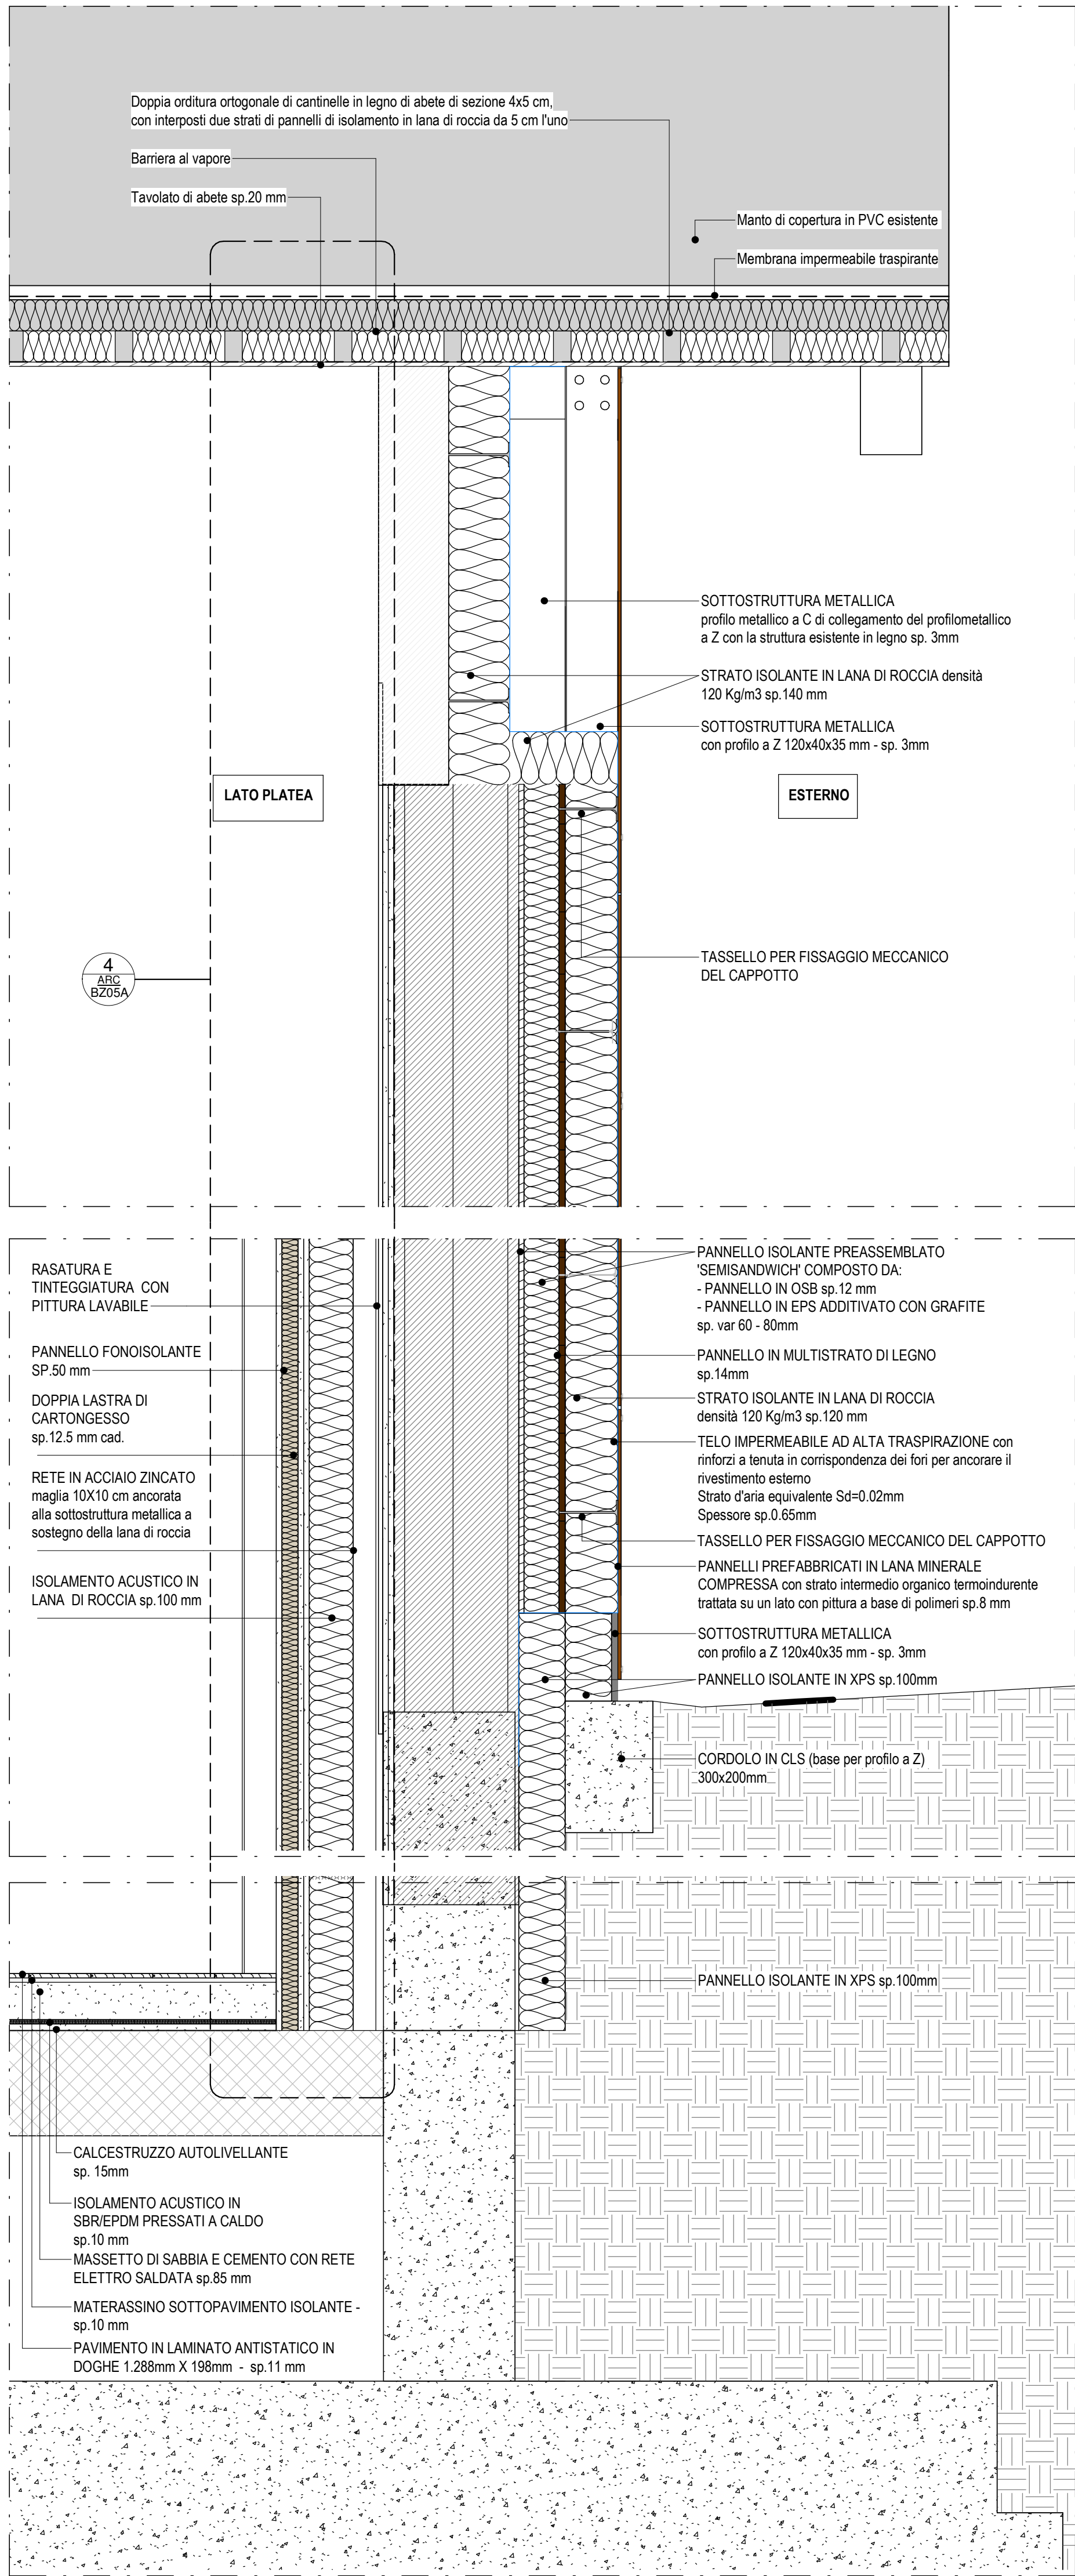 Doppia orditura ortogonale di cantinelle in legno di abete di sezione 4x5 cm,
con interposti due strati di pannelli di isolamento in lana di roccia da 5 cm l'uno
Barriera al vapore
Tavolato di abete sp.20 mm
Manto di copertura in PVC esistente
Membrana impermeabile traspirante
SOTTOSTRUTTURA METALLICA
profilo metallico a C di collegamento del profilometallico
a Z con la struttura esistente in legno sp. 3mm
STRATO ISOLANTE IN LANA DI ROCCIA densità
120 Kg/m3 sp.140 mm
SOTTOSTRUTTURA METALLICA
con profilo a Z 120x40x35 mm - sp. 3mm
LATO PLATEA
ESTERNO
TASSELLO PER FISSAGGIO MECCANICO
DEL CAPPOTTO
4
ARC
BZ05A
RASATURA E
TINTEGGIATURA CON
PITTURA LAVABILE
PANNELLO FONOISOLANTE
SP.50 mm
DOPPIA LASTRA DI
CARTONGESSO
sp.12.5 mm cad.
RETE IN ACCIAIO ZINCATO
maglia 10X10 cm ancorata
alla sottostruttura metallica a
sostegno della lana di roccia
ISOLAMENTO ACUSTICO IN
LANA DI ROCCIA sp.100 mm
PANNELLO ISOLANTE PREASSEMBLATO
'SEMISANDWICH' COMPOSTO DA:
- PANNELLO IN OSB sp.12 mm
- PANNELLO IN EPS ADDITIVATO CON GRAFITE
sp. var 60 - 80mm
PANNELLO IN MULTISTRATO DI LEGNO
sp.14mm
STRATO ISOLANTE IN LANA DI ROCCIA
densità 120 Kg/m3 sp.120 mm
TELO IMPERMEABILE AD ALTA TRASPIRAZIONE con
rinforzi a tenuta in corrispondenza dei fori per ancorare il
rivestimento esterno
Strato d'aria equivalente Sd=0.02mm
Spessore sp.0.65mm
TASSELLO PER FISSAGGIO MECCANICO DEL CAPPOTTO
PANNELLI PREFABBRICATI IN LANA MINERALE
COMPRESSA con strato intermedio organico termoindurente
trattata su un lato con pittura a base di polimeri sp.8 mm
SOTTOSTRUTTURA METALLICA
con profilo a Z 120x40x35 mm - sp. 3mm
PANNELLO ISOLANTE IN XPS sp.100mm
CORDOLO IN CLS (base per profilo a Z)
300x200mm
PANNELLO ISOLANTE IN XPS sp.100mm
CALCESTRUZZO AUTOLIVELLANTE
sp. 15mm
ISOLAMENTO ACUSTICO IN
SBR/EPDM PRESSATI A CALDO
sp.10 mm
MASSETTO DI SABBIA E CEMENTO CON RETE
ELETTRO SALDATA sp.85 mm
MATERASSINO SOTTOPAVIMENTO ISOLANTE -
sp.10 mm
PAVIMENTO IN LAMINATO ANTISTATICO IN
DOGHE 1.288mm X 198mm - sp.11 mm